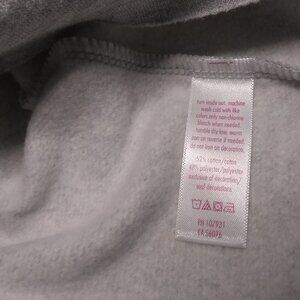 turn inside out. machine
wash cold with like
colors only non-chlorine
bleach when needed.
tumble dry low. warm
iron on reverse if needed.
do not iron on decoration.
52% cotton/coton
48% polyester/polyester
exclusive of decoration/
sauf décorations.
RN 107931
CA 56078